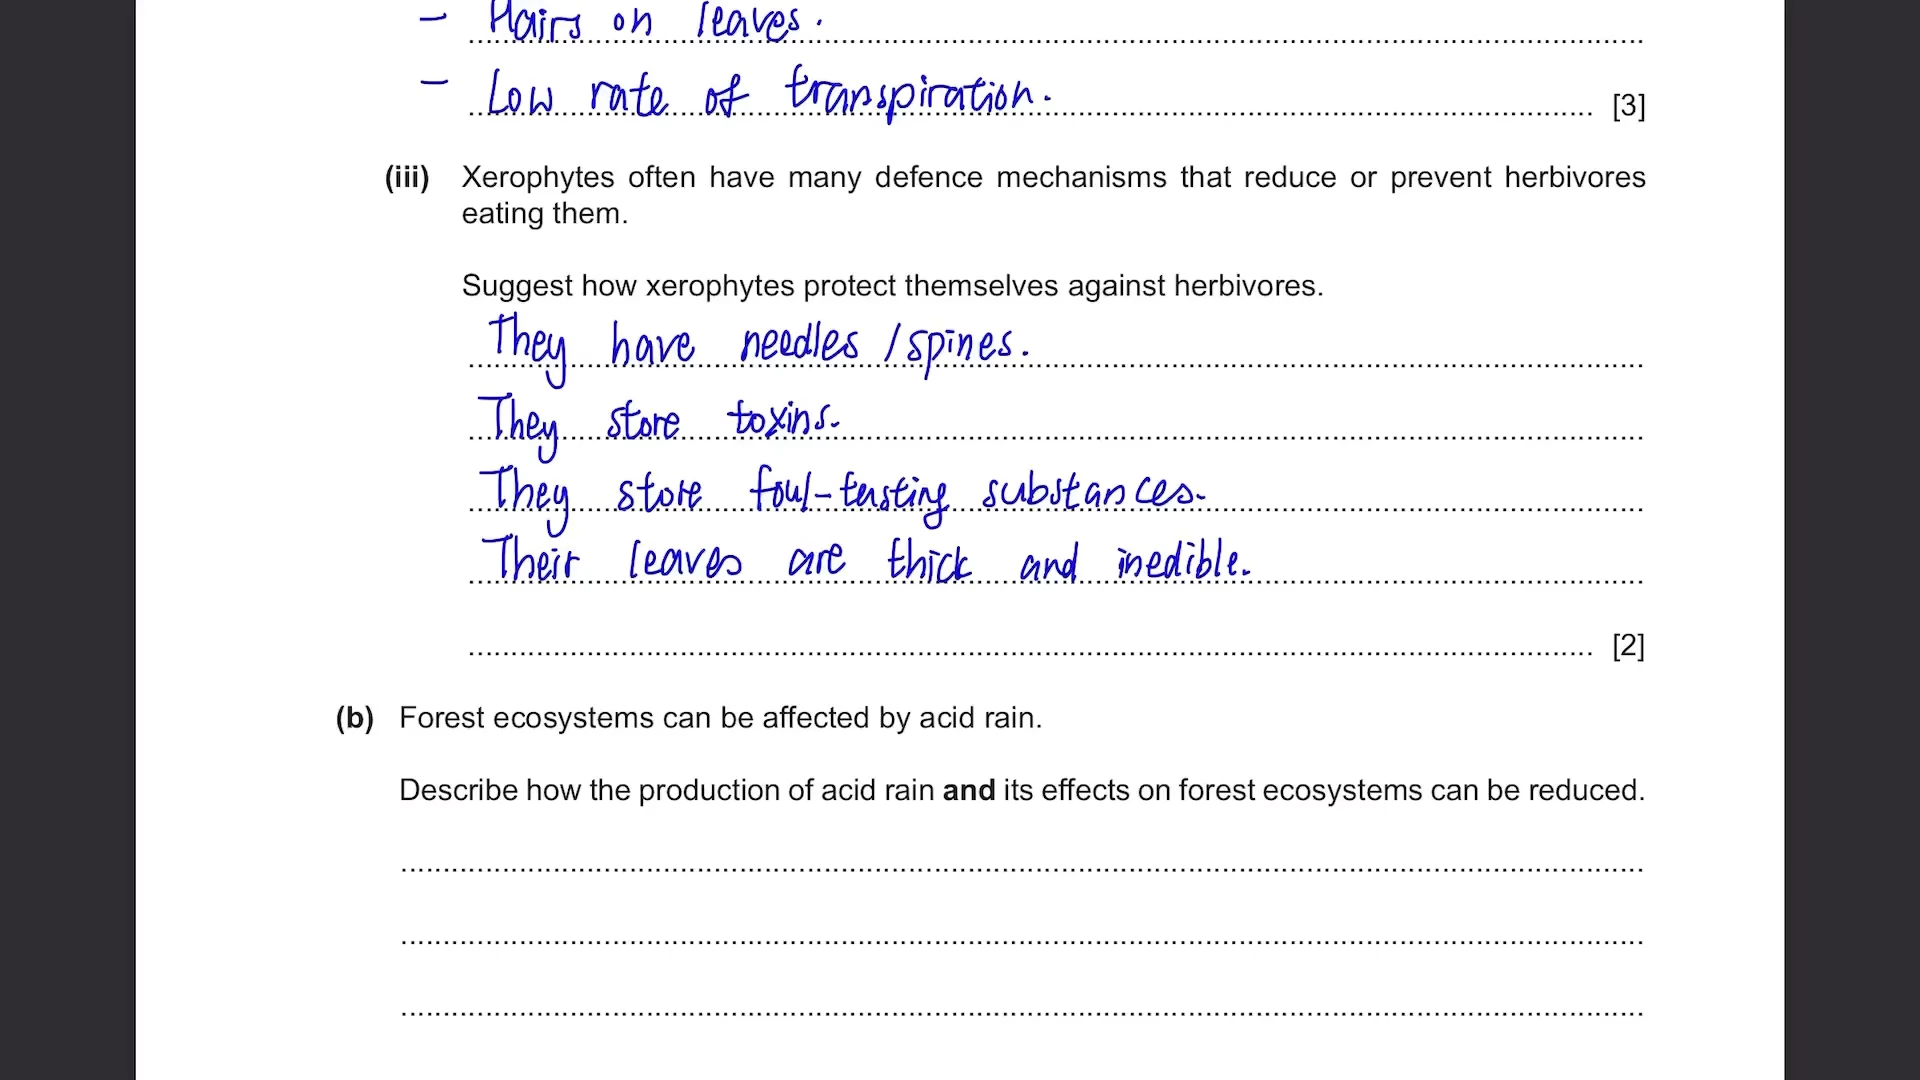 – Hairs on leaves.
– Low rate of transpiration. [3]
(iii) Xerophytes often have many defence mechanisms that reduce or prevent herbivores
eating them.
Suggest how xerophytes protect themselves against herbivores.
They have needles / spines.
They store toxins.
They store foul-tasting substances.
Their leaves are thick and inedible.
[2]
(b) Forest ecosystems can be affected by acid rain.
Describe how the production of acid rain and its effects on forest ecosystems can be reduced.